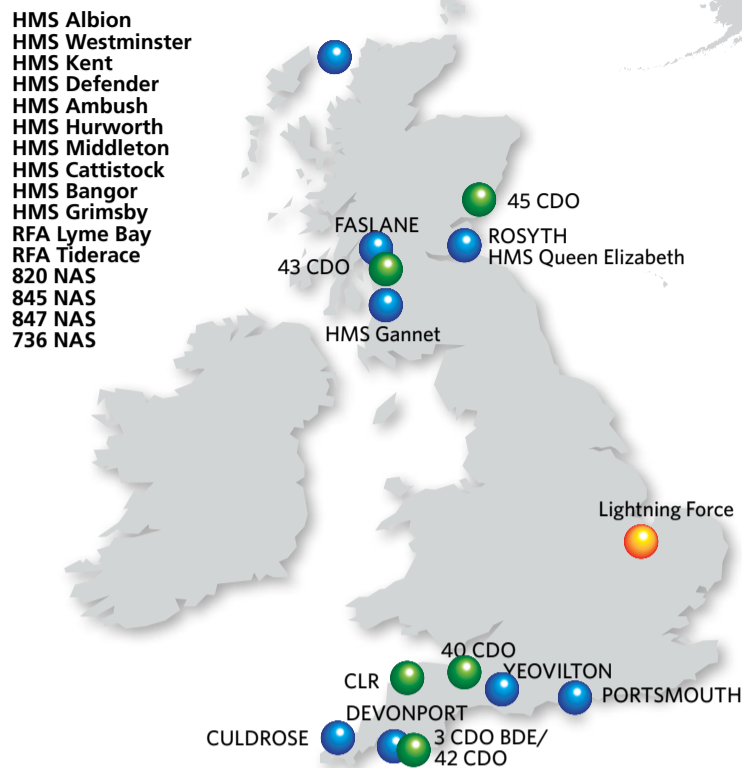 HMS Albion
HMS Westminster
HMS Kent
HMS Defender
HMS Ambush
HMS Hurworth
HMS Middleton
HMS Cattistock
HMS Bangor
HMS Grimsby
RFA Lyme Bay
RFA Tiderace
820 NAS
845 NAS
847 NAS
736 NAS
45 CDO
FASLANE
ROSYTH
HMS Queen Elizabeth
43 CDO
HMS Gannet
Lightning Force
40 CDO
YEOVILTON
CLR
PORTSMOUTH
DEVONPORT
CULDROSE
3 CDO BDE/
42 CDO